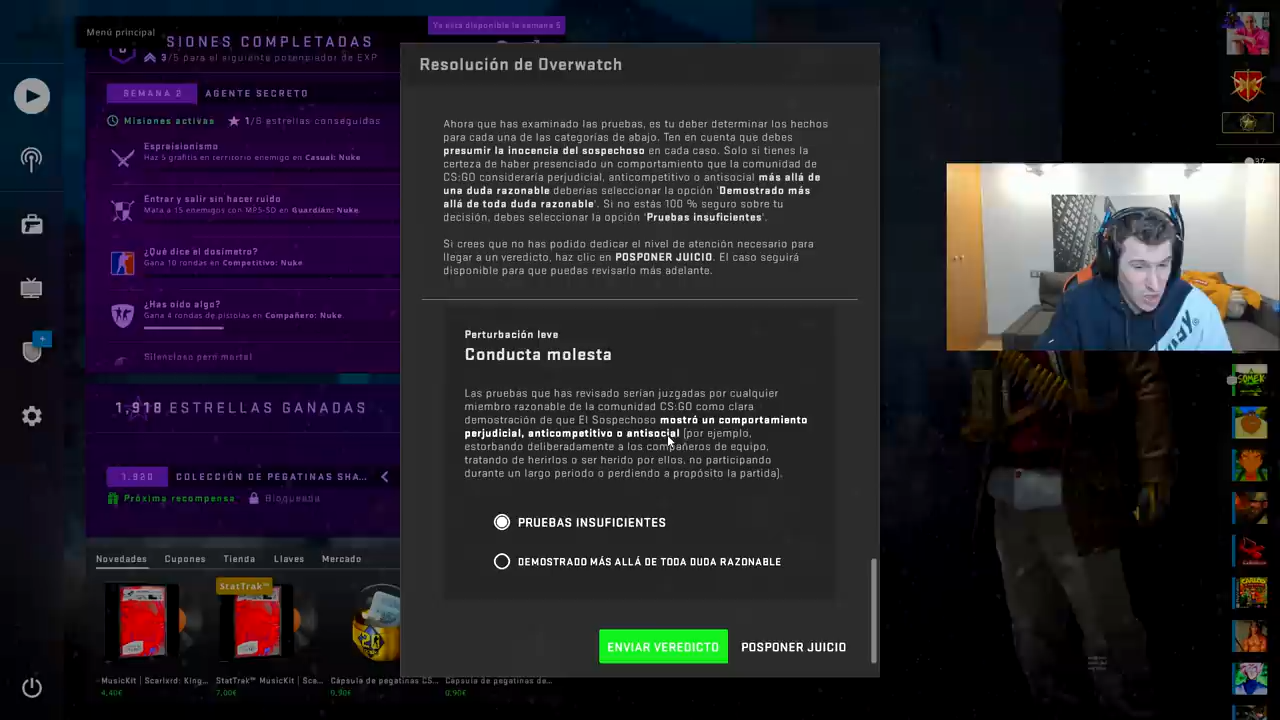 Menú principal
Ya está disponible la semana 6
SIONES COMPLETADAS
3/5 para el siguiente potenciador de EXP
SEMANA 2
AGENTE SECRETO
Misiones activas
1/6 estrellas conseguidas
Espraisionismo
Haz 5 grafitis en territorio enemigo en Casual: Nuke
Entrar y salir sin hacer ruido
Mata a 15 enemigos con MP5-SD en Guardián: Nuke.
¿Qué dice el dosímetro?
Gana 10 rondas en Competitivo: Nuke.
¿Has oído algo?
Gana 4 rondas de pistolas en Compañero: Nuke.
Silencioso pero mortal
1,918 ESTRELLAS GANADAS
1.920
COLECCIÓN DE PEGATINAS SHA...
Próxima recompensa
Bloqueada
Novedades
Cupones
Tienda
Llaves
Mercado
StatTrak™
MusicKit | Scarlxrd: King...
4,40€
StatTrak™ MusicKit | Sca...
7,00€
Cápsula de pegatinas CS...
0,90€
Cápsula de pegatinas de...
0,90€
Resolución de Overwatch
Ahora que has examinado las pruebas, es tu deber determinar los hechos
para cada una de las categorías de abajo. Ten en cuenta que debes
presumir la inocencia del sospechoso en cada caso. Solo si tienes la
certeza de haber presenciado un comportamiento que la comunidad de
CS:GO consideraría perjudicial, anticompetitivo o antisocial más allá de
una duda razonable deberías seleccionar la opción 'Demostrado más
allá de toda duda razonable'. Si no estás 100 % seguro sobre tu
decisión, debes seleccionar la opción 'Pruebas insuficientes'.
Si crees que no has podido dedicar el nivel de atención necesario para
llegar a un veredicto, haz clic en POSPONER JUICIO. El caso seguirá
disponible para que puedas revisarlo más adelante.
Perturbación leve
Conducta molesta
Las pruebas que has revisado serían juzgadas por cualquier
miembro razonable de la comunidad CS:GO como clara
demostración de que El Sospechoso mostró un comportamiento
perjudicial, anticompetitivo o antisocial (por ejemplo,
estorbando deliberadamente a los compañeros de equipo,
tratando de herirlos o ser herido por ellos, no participando
durante un largo periodo o perdiendo a propósito la partida).
PRUEBAS INSUFICIENTES
DEMOSTRADO MÁS ALLÁ DE TODA DUDA RAZONABLE
ENVIAR VEREDICTO
POSPONER JUICIO
37
SOMEK